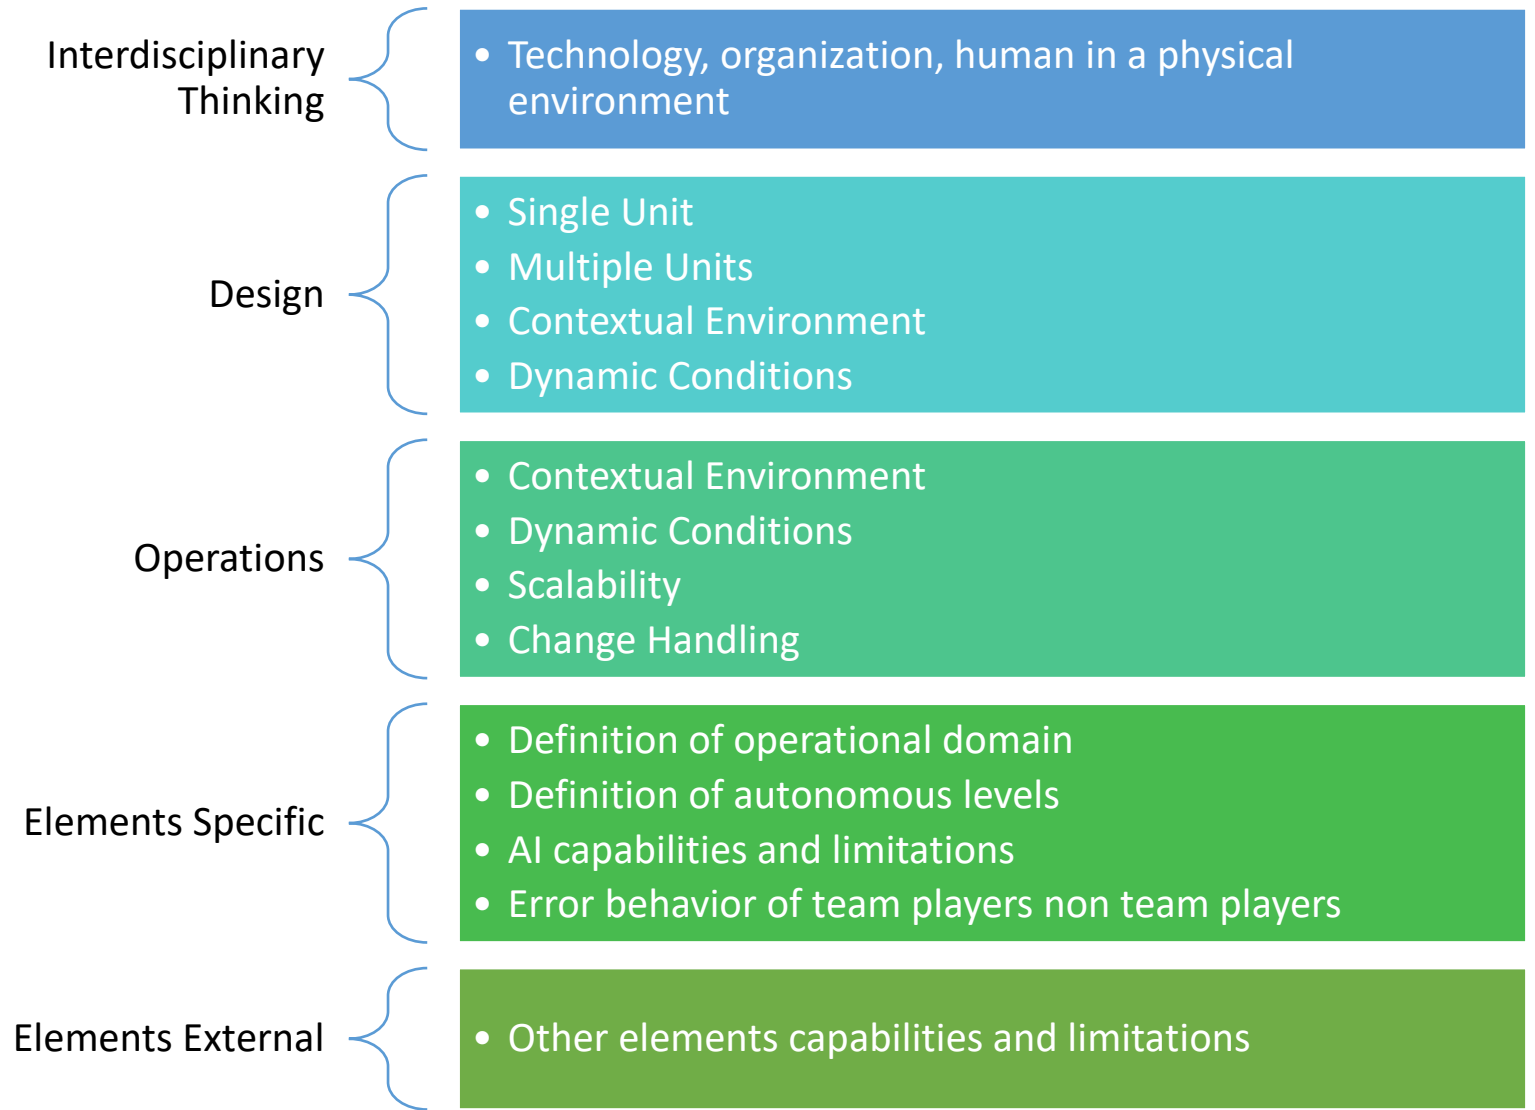 Interdisciplinary
Thinking
• Technology, organization, human in a physical
environment
Design
• Single Unit
• Multiple Units
• Contextual Environment
• Dynamic Conditions
Operations
• Contextual Environment
• Dynamic Conditions
• Scalability
• Change Handling
Elements Specific
• Definition of operational domain
• Definition of autonomous levels
• AI capabilities and limitations
• Error behavior of team players non team players
Elements External
• Other elements capabilities and limitations